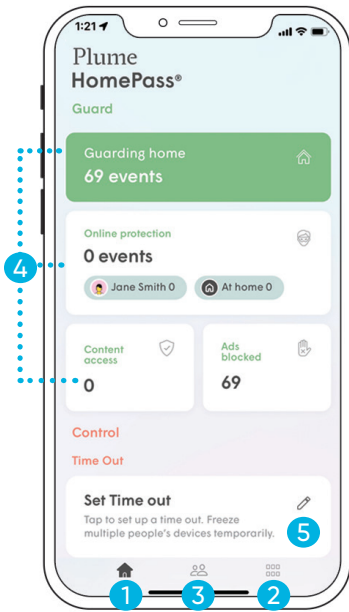 1:21
Plume
HomePass®
Guard
Guarding home
69 events
4
Online protection
0 events
Jane Smith 0
At home 0
Content
access
0
Ads
blocked
69
Control
Time Out
Set Time out
Tap to set up a time out. Freeze
multiple people's devices temporarily.
5
1
3
2